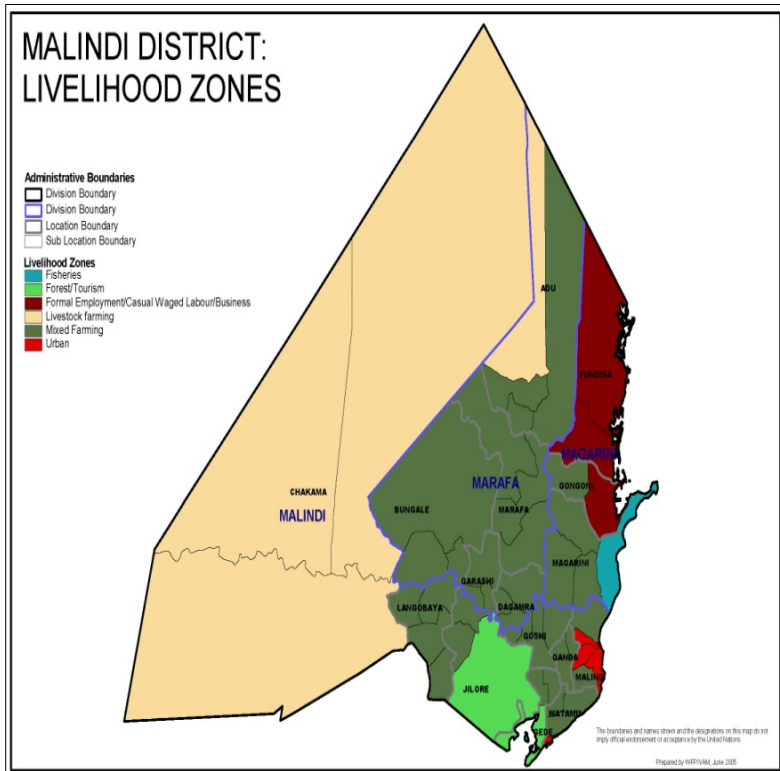 MALINDI DISTRICT:
LIVELIHOOD ZONES
Administrative Boundaries
Division Boundary
Division Boundary
Location Boundary
Sub Location Boundary
Livelihood Zones
Fisheries
Forest/Tourism
Formal Employment/Casual Waged Labour/Business
Livestock farming
Mixed Farming
Urban
ADU
FUNDISA
MAGARINI
GONGONI
MARAFA
CHAKAMA
MALINDI
BUNGALE
MARAFA
MAGARINI
GARASHI
LANGOBAYA
DAGAMRA
GOSHI
GANDA
MALINDI
JILORE
WATAMU
GEDE
The boundaries and names shown and the designations on this map do not
imply official endorsement or acceptance by the United Nations
Prepared by WFP/VAM, June 2005